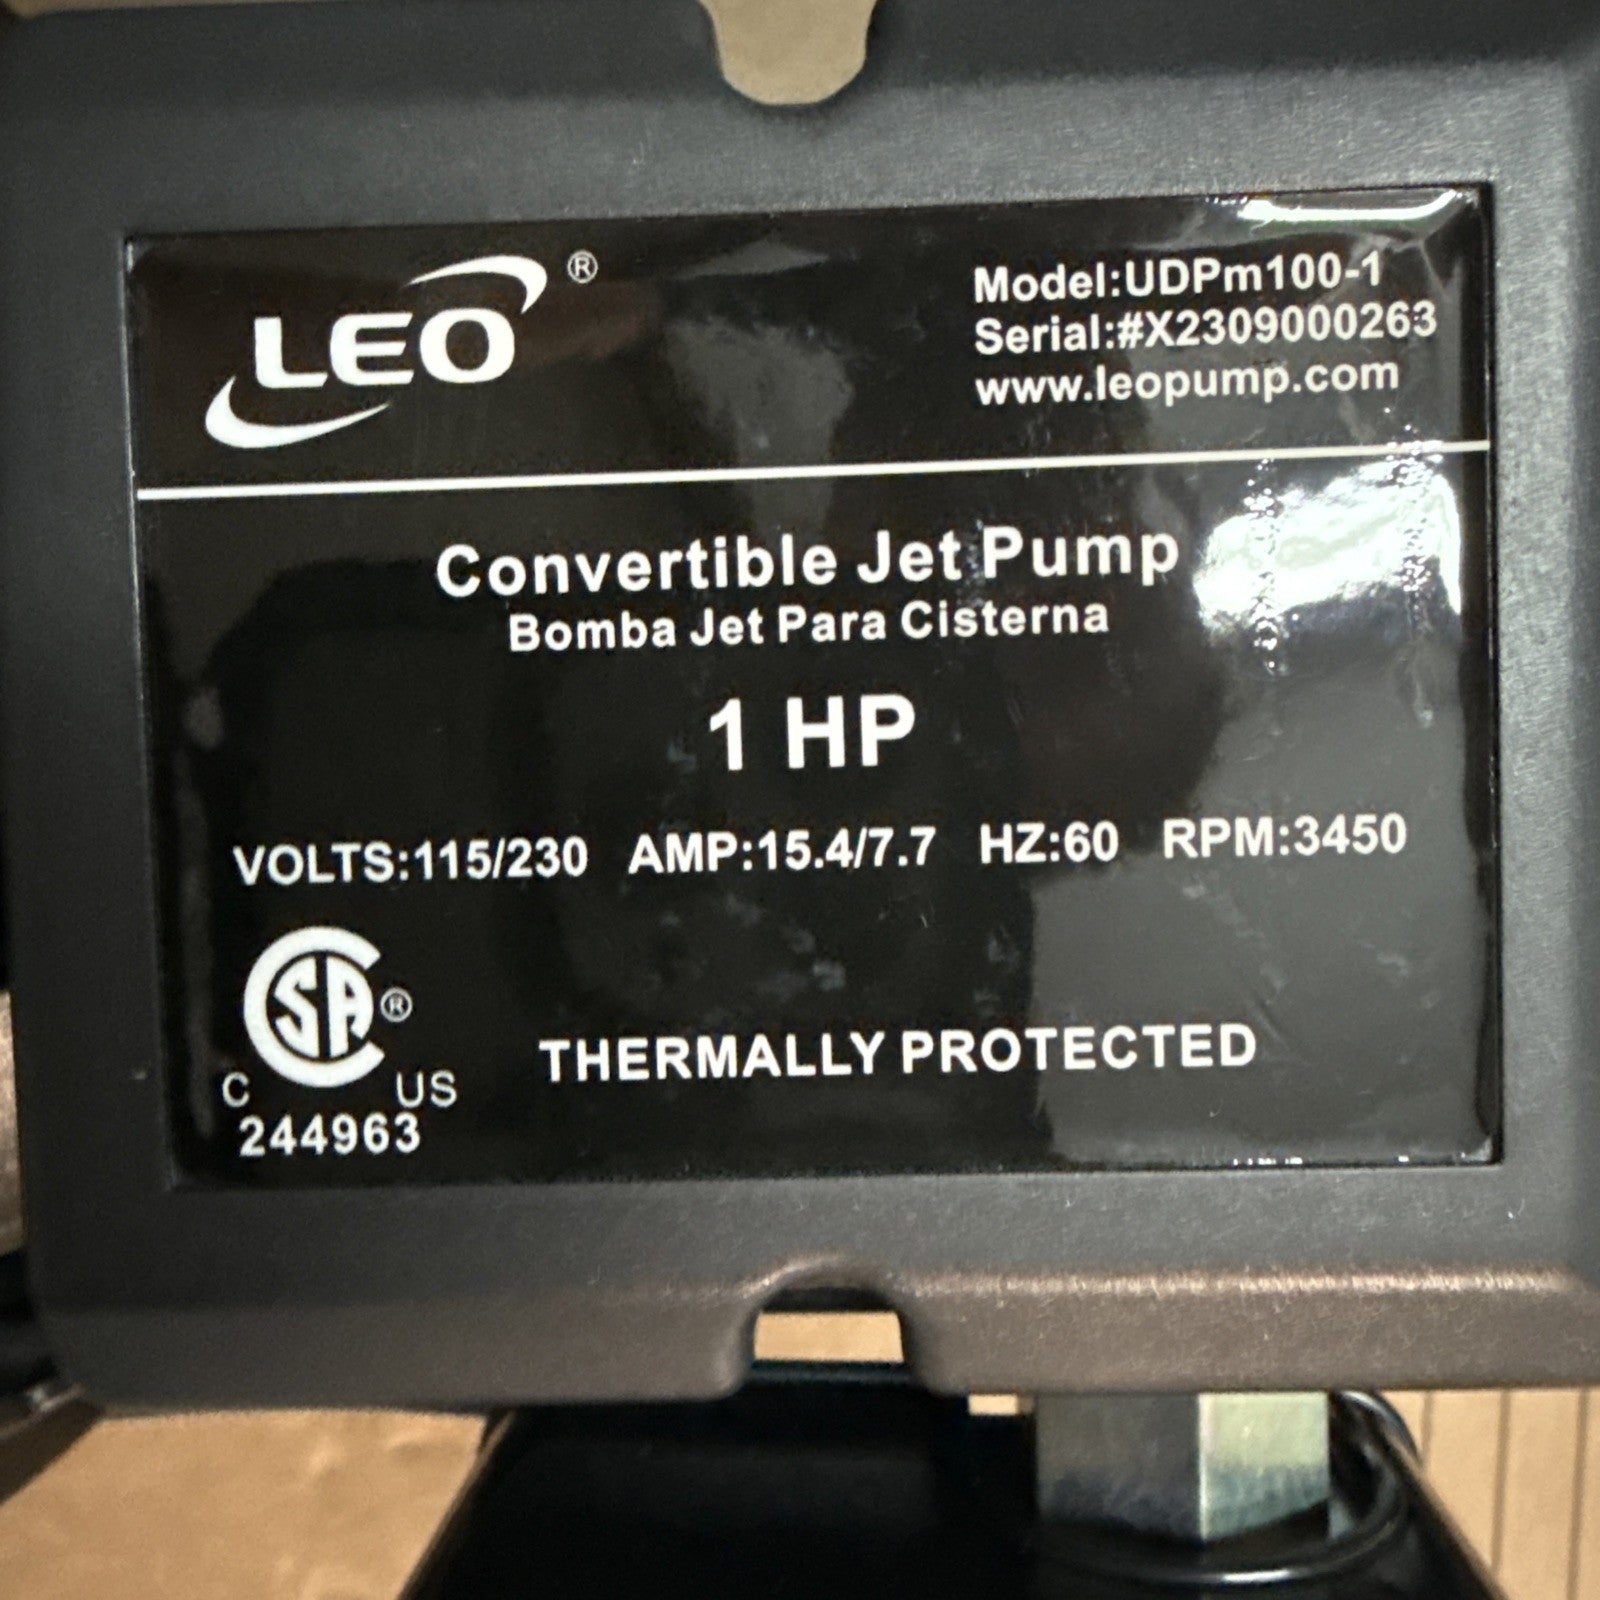 LEO®
Model:UDPm100-1
Serial:#X2309000263
www.leopump.com
Convertible Jet Pump
Bomba Jet Para Cisterna
1 HP
VOLTS:115/230 AMP:15.4/7.7 HZ:60 RPM:3450
CSA®
C US
244963
THERMALLY PROTECTED